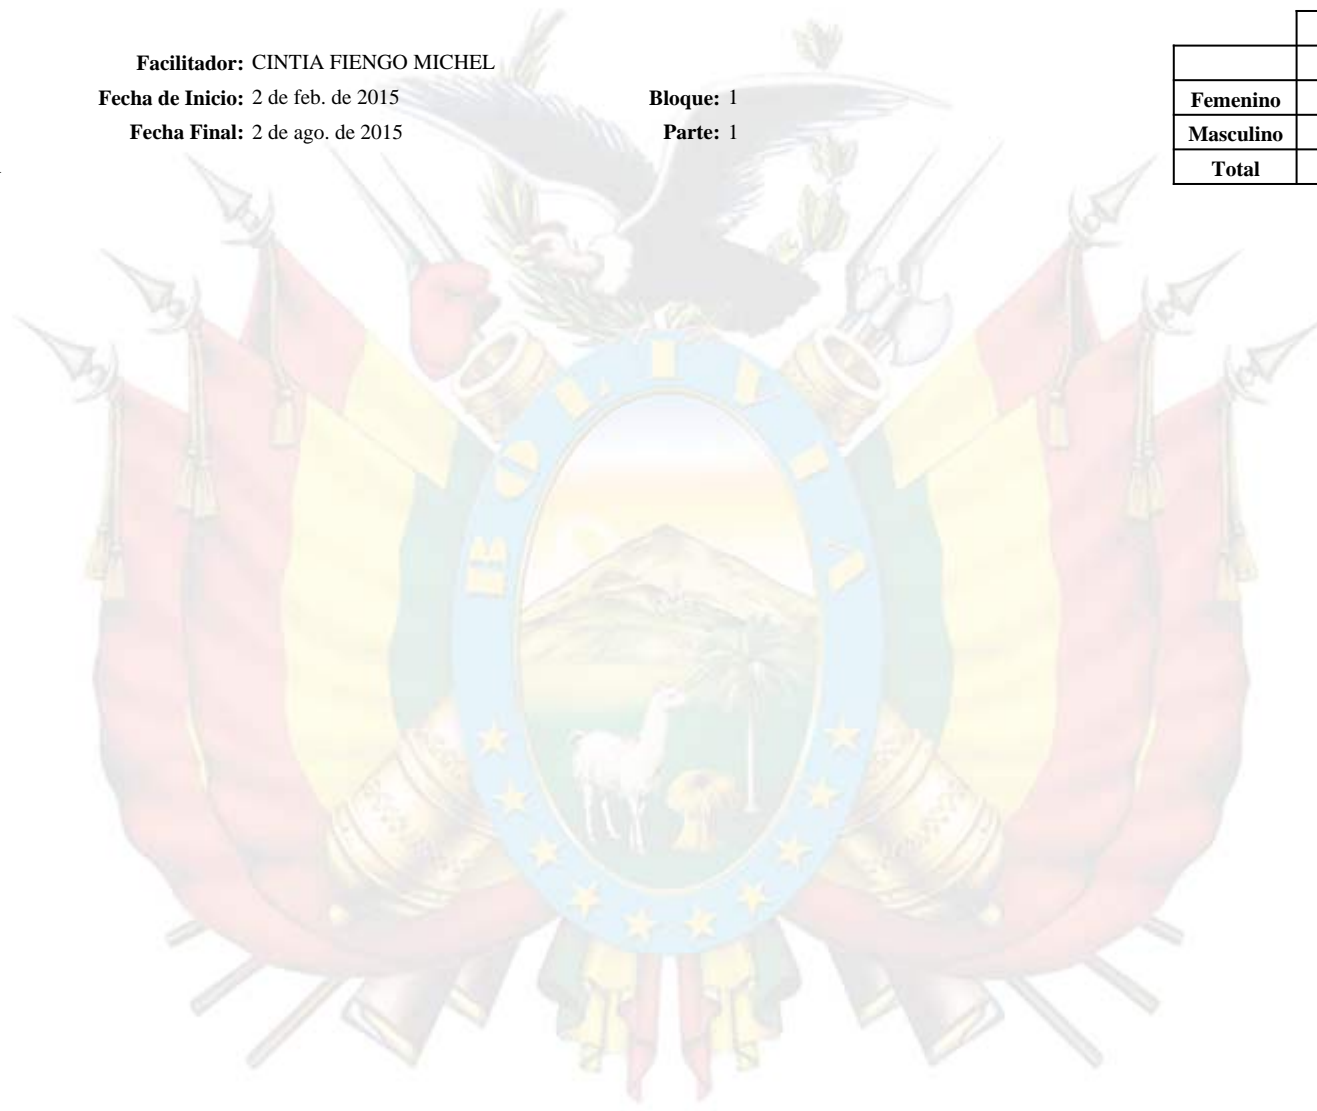 Facilitador: CINTIA FIENGO MICHEL
Fecha de Inicio: 2 de feb. de 2015 Bloque: 1
Fecha Final: 2 de ago. de 2015 Parte: 1
Femenino
Masculino
Total
BOLIVIA